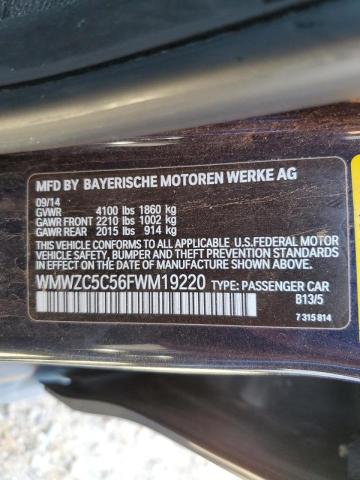 MFD BY BAYERISCHE MOTOREN WERKE AG
09/14
GVWR 4100 lbs 1860 kg
GAWR FRONT 2210 lbs 1002 kg
GAWR REAR 2015 lbs 914 kg
THIS VEHICLE CONFORMS TO ALL APPLICABLE U.S.FEDERAL MOTOR
VEHICLE SAFETY, BUMPER AND THEFT PREVENTION STANDARDS
IN EFFECT ON THE DATE OF MANUFACTURE SHOWN ABOVE.
WMWZC5C56FWM19220 TYPE: PASSENGER CAR
B13/5
7 315 814